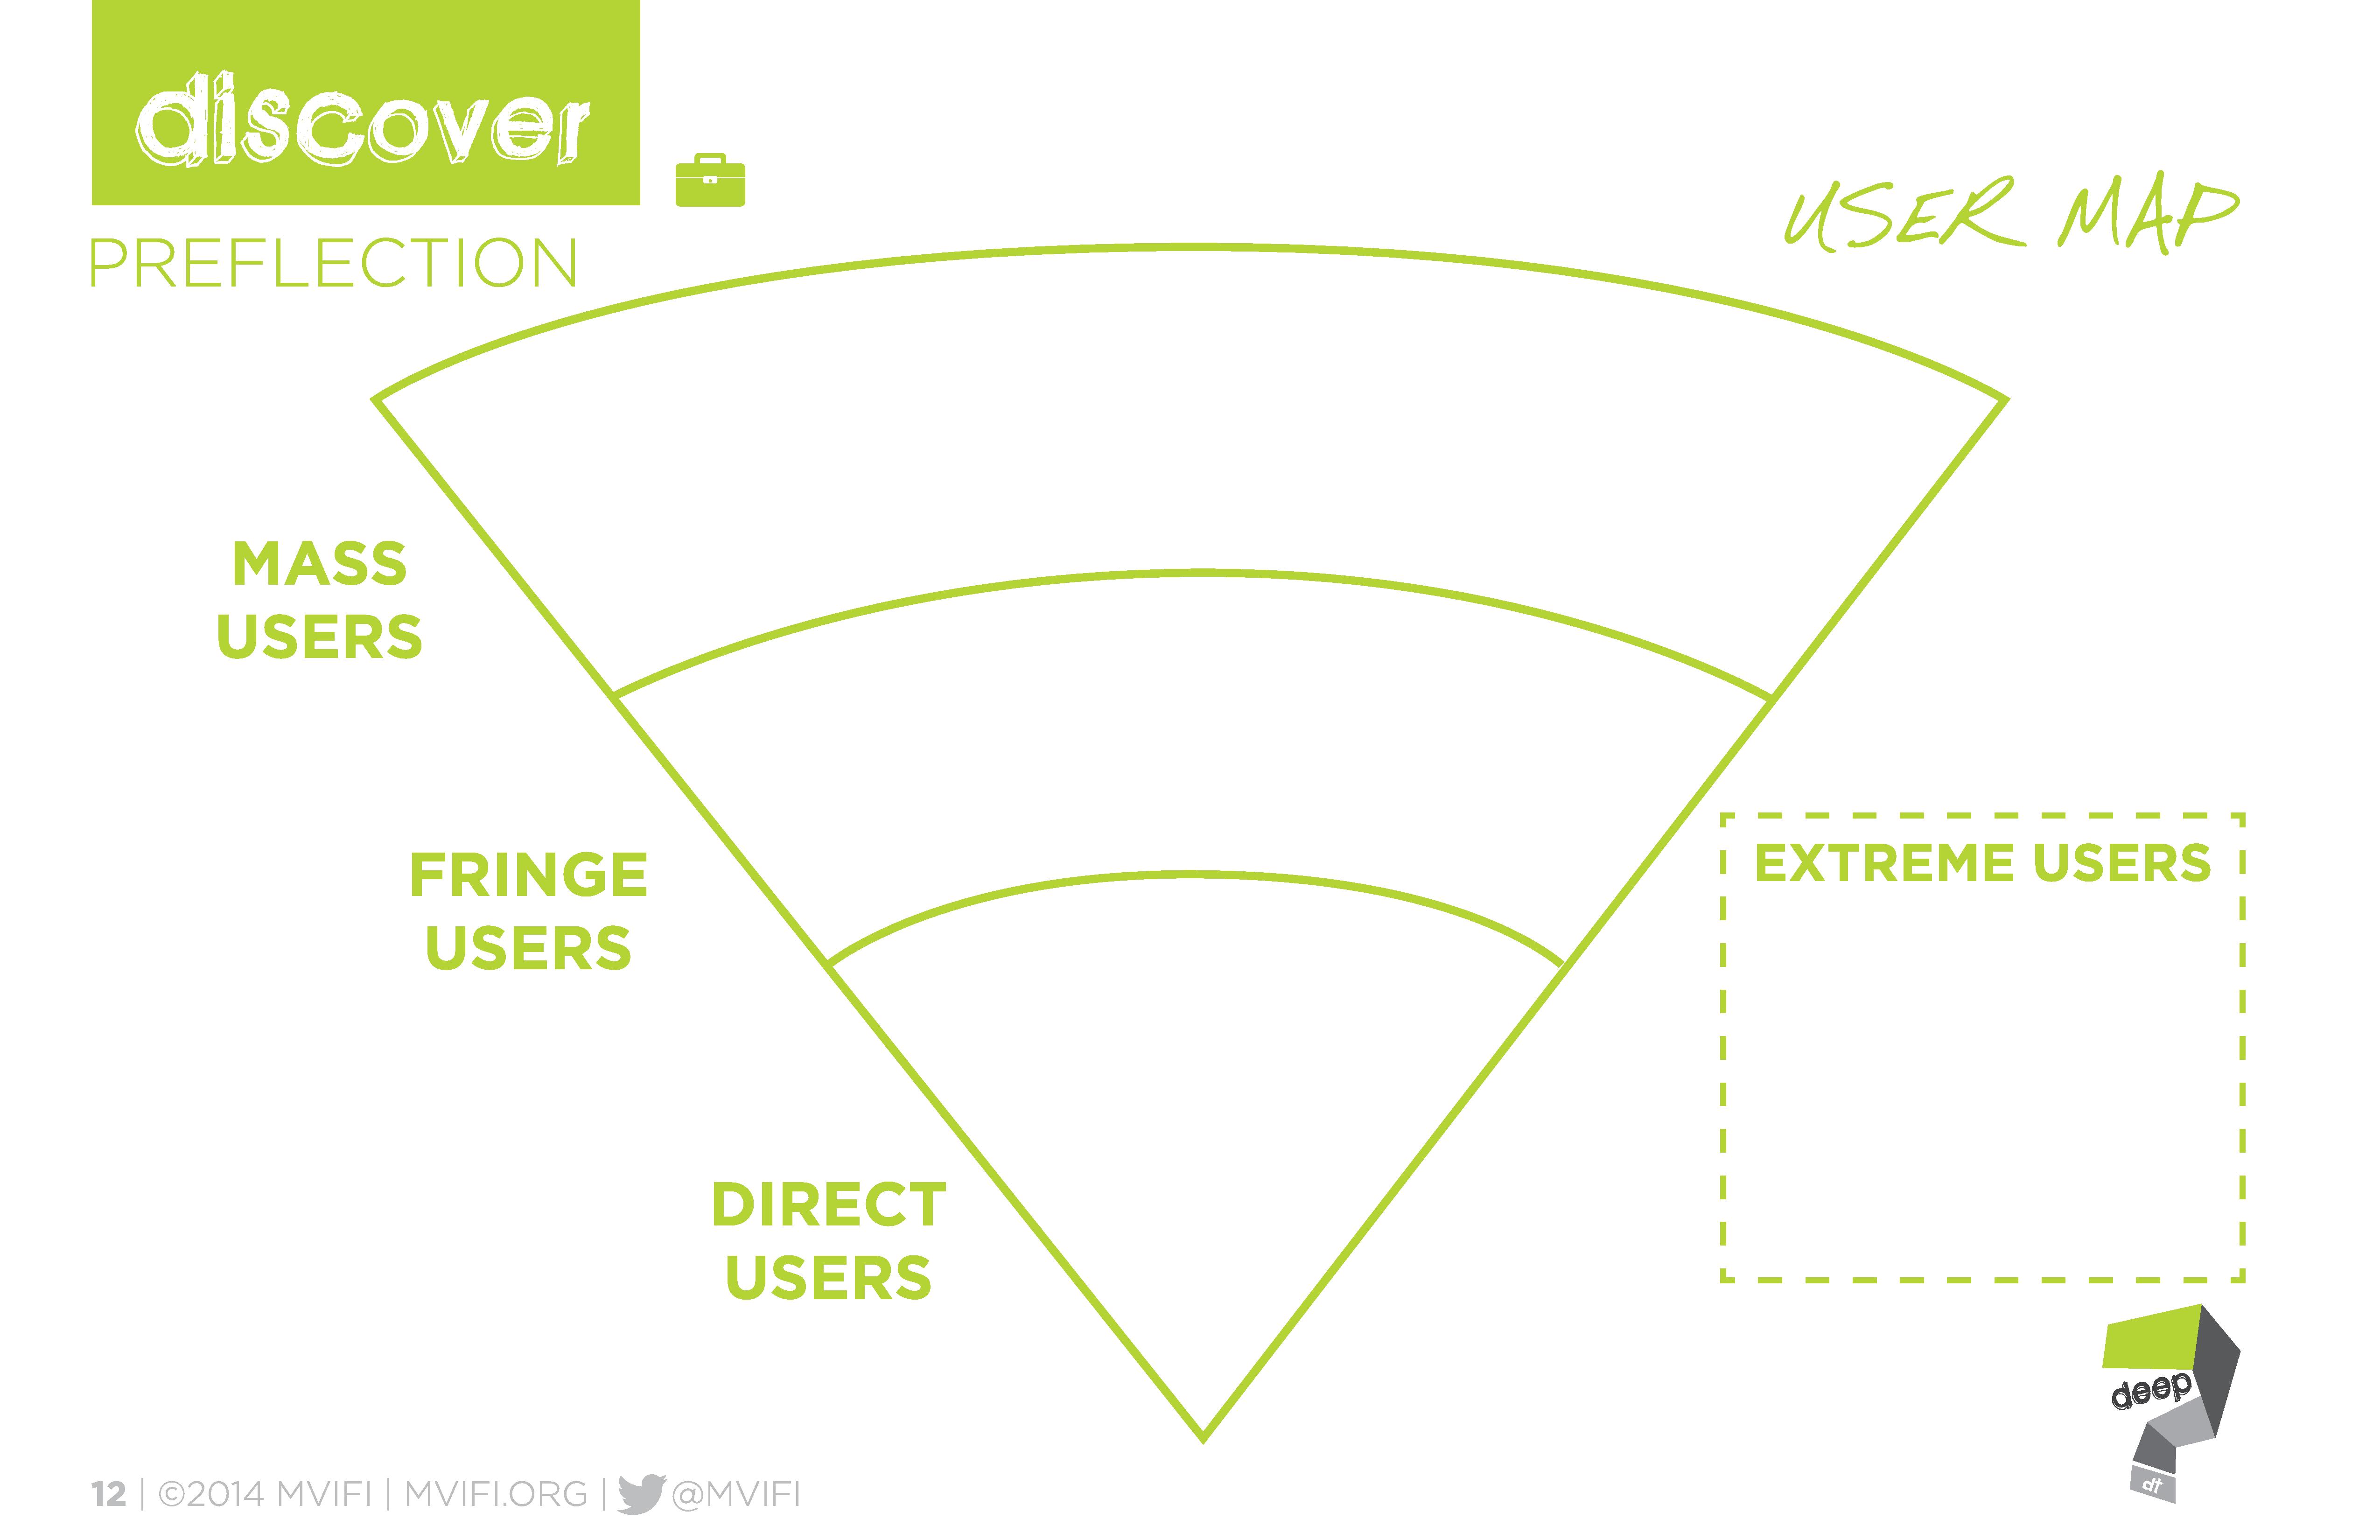 discover
PREFLECTION
USER MAP
MASS
USERS
FRINGE
USERS
EXTREME USERS
DIRECT
USERS
deep
dt
12 | ©2014 MVIFI | MVIFI.ORG | @MVIFI